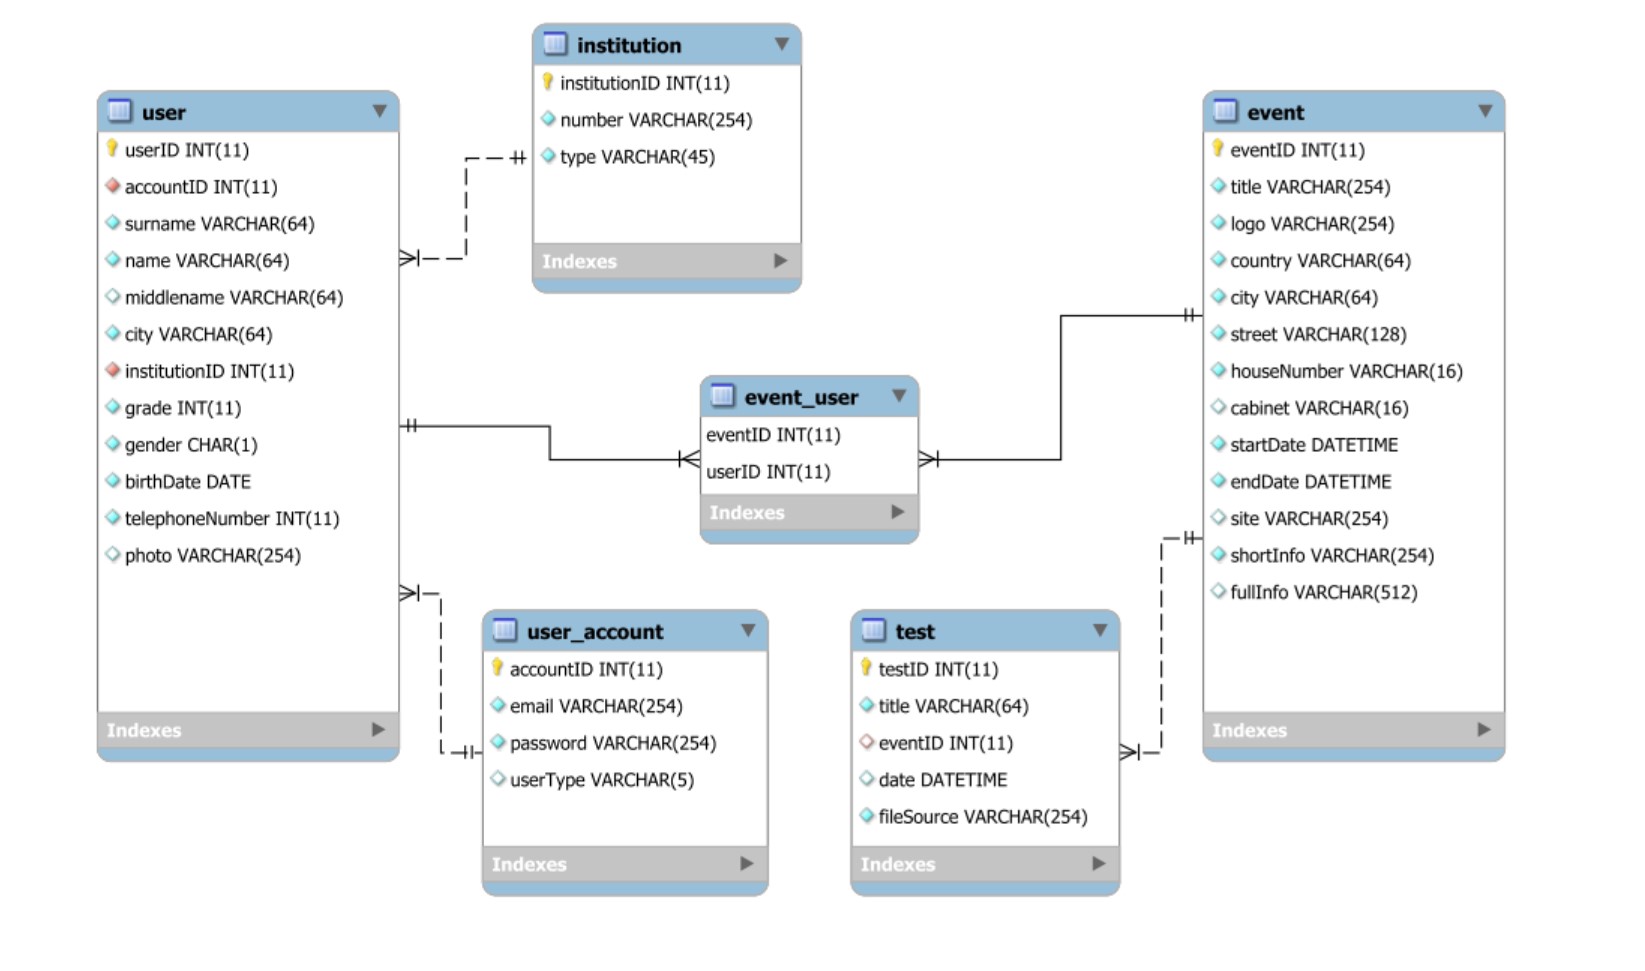 institution
institutionID INT(11)
number VARCHAR(254)
type VARCHAR(45)
Indexes
user
userID INT(11)
accountID INT(11)
surname VARCHAR(64)
name VARCHAR(64)
middlename VARCHAR(64)
city VARCHAR(64)
institutionID INT(11)
grade INT(11)
gender CHAR(1)
birthDate DATE
telephoneNumber INT(11)
photo VARCHAR(254)
Indexes
event_user
eventID INT(11)
userID INT(11)
Indexes
event
eventID INT(11)
title VARCHAR(254)
logo VARCHAR(254)
country VARCHAR(64)
city VARCHAR(64)
street VARCHAR(128)
houseNumber VARCHAR(16)
cabinet VARCHAR(16)
startDate DATETIME
endDate DATETIME
site VARCHAR(254)
shortInfo VARCHAR(254)
fullInfo VARCHAR(512)
Indexes
user_account
accountID INT(11)
email VARCHAR(254)
password VARCHAR(254)
userType VARCHAR(5)
Indexes
test
testID INT(11)
title VARCHAR(64)
eventID INT(11)
date DATETIME
fileSource VARCHAR(254)
Indexes